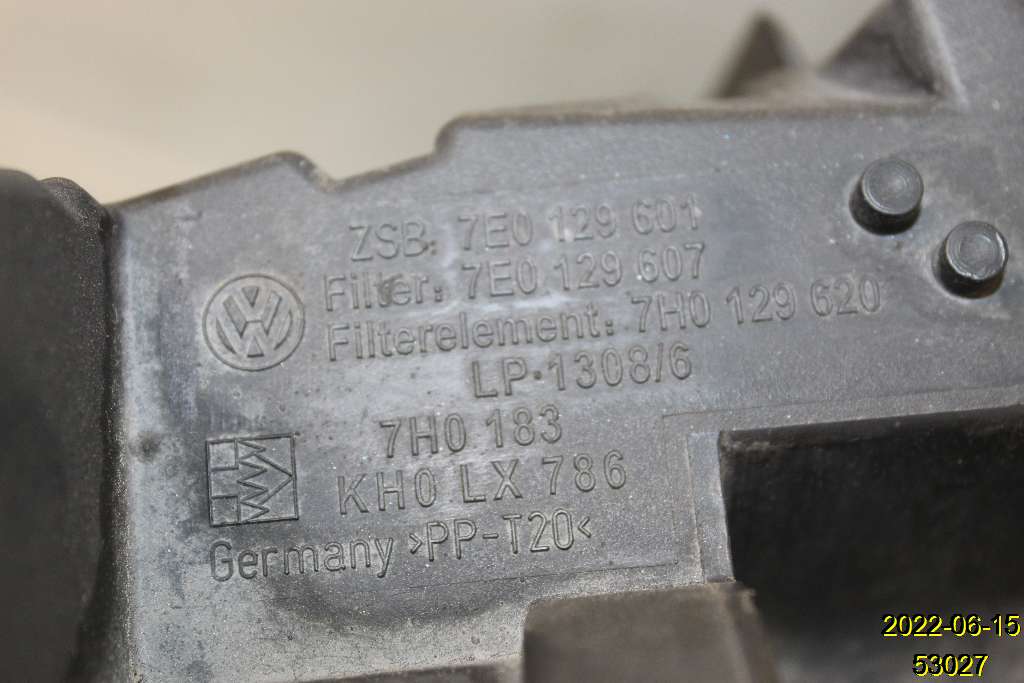 ZSB. 7E0 129 601
Filter: 7E0 129 607
Filterelement: 7H0 129 620
LP·1308/6
7H0 183
KH0 LX 786
Germany >PP-T20<
2022-06-15
53027